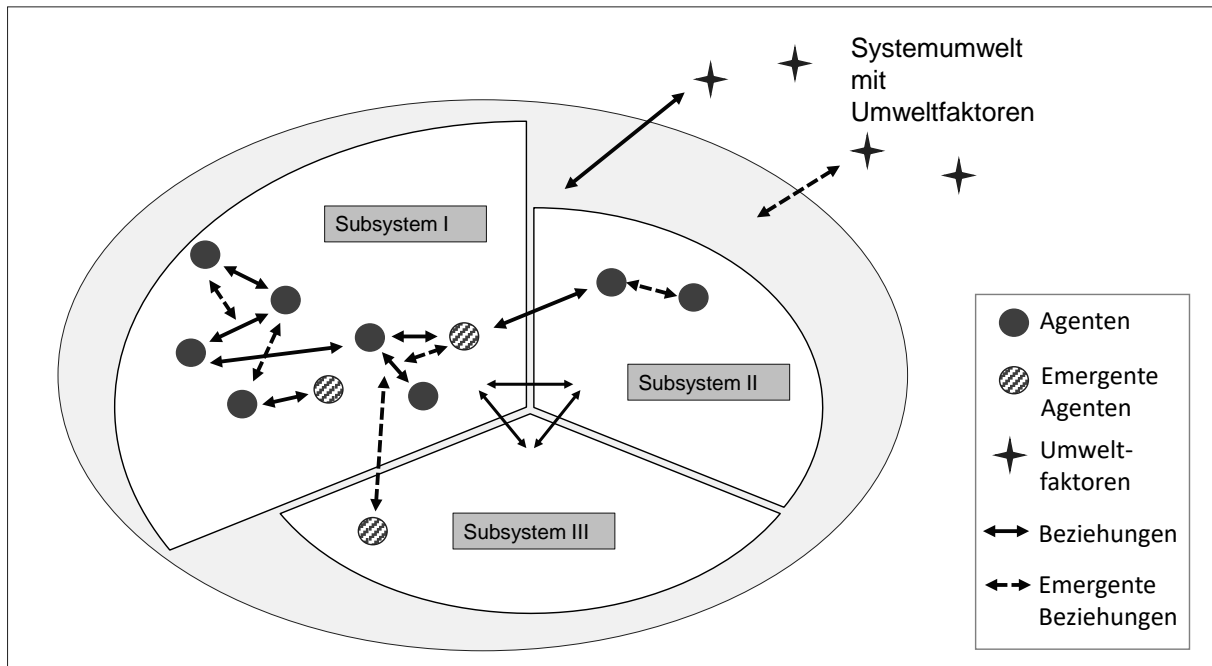 Systemumwelt
mit
Umweltfaktoren
Subsystem I
Subsystem II
Subsystem III
Agenten
Emergente
Agenten
Umwelt-
faktoren
Beziehungen
Emergente
Beziehungen